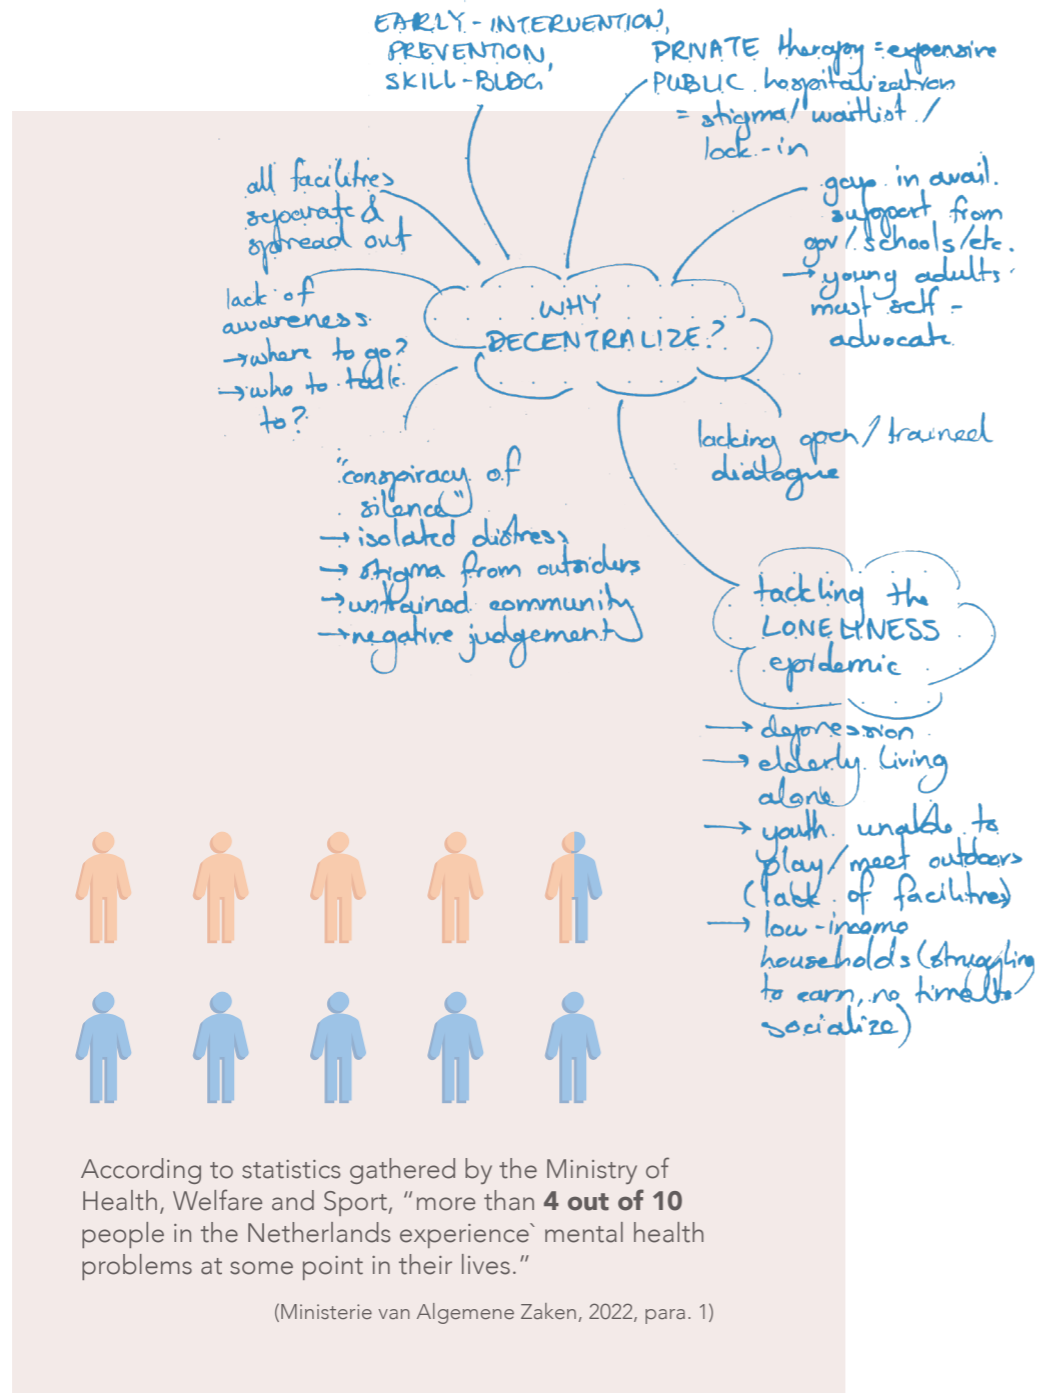 EARLY-INTERVENTION,
PREVENTION,
SKILL-BLDG
PRIVATE therapy = expensive
PUBLIC hospitalization
= stigma/ waitlist /
lock-in
all facilities
separate &
spread out
gaps in avail.
support from
gov/schools/etc.
→ young adults
must self-
advocate.
lack of
awareness
→ where to go?
→ who to talk
to?
WHY
DECENTRALIZE?
lacking open/trained
dialogue
"conspiracy of
silence"
→ isolated distress
→ stigma from outsiders
→ untrained community
→ negative judgement
tackling the
LONELINESS
epidemic
→ depression
→ elderly living
alone
→ youth unable to
play/meet outdoors
(lack of facilities)
→ low-income
households (struggling
to earn, no time to
socialize)
According to statistics gathered by the Ministry of
Health, Welfare and Sport, “more than 4 out of 10
people in the Netherlands experience` mental health
problems at some point in their lives.”
(Ministerie van Algemene Zaken, 2022, para. 1)